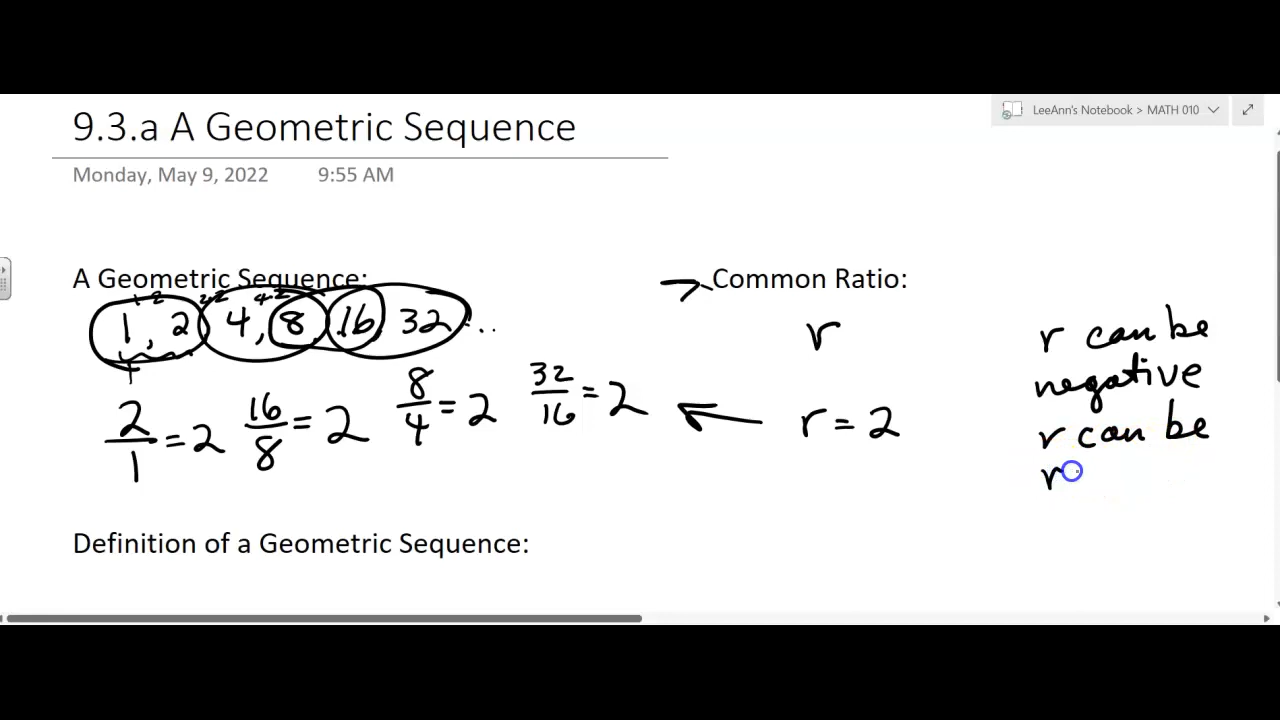 9.3.a A Geometric Sequence
LeeAnn's Notebook > MATH 010
Monday, May 9, 2022 9:55 AM
A Geometric Sequence:
Common Ratio:
1, 2, 4, 8, 16, 32, ...
r
r can be
negative
2/1 = 2 16/8 = 2 8/4 = 2 32/16 = 2
r = 2
r can be
r
Definition of a Geometric Sequence: